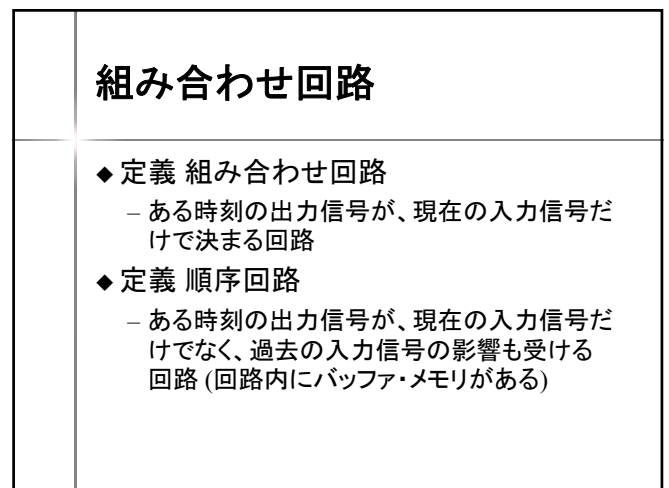 組み合わせ回路
◆定義 組み合わせ回路
– ある時刻の出力信号が、現在の入力信号だ
けで決まる回路
◆定義 順序回路
– ある時刻の出力信号が、現在の入力信号だ
けでなく、過去の入力信号の影響も受ける
回路 (回路内にバッファ・メモリがある)